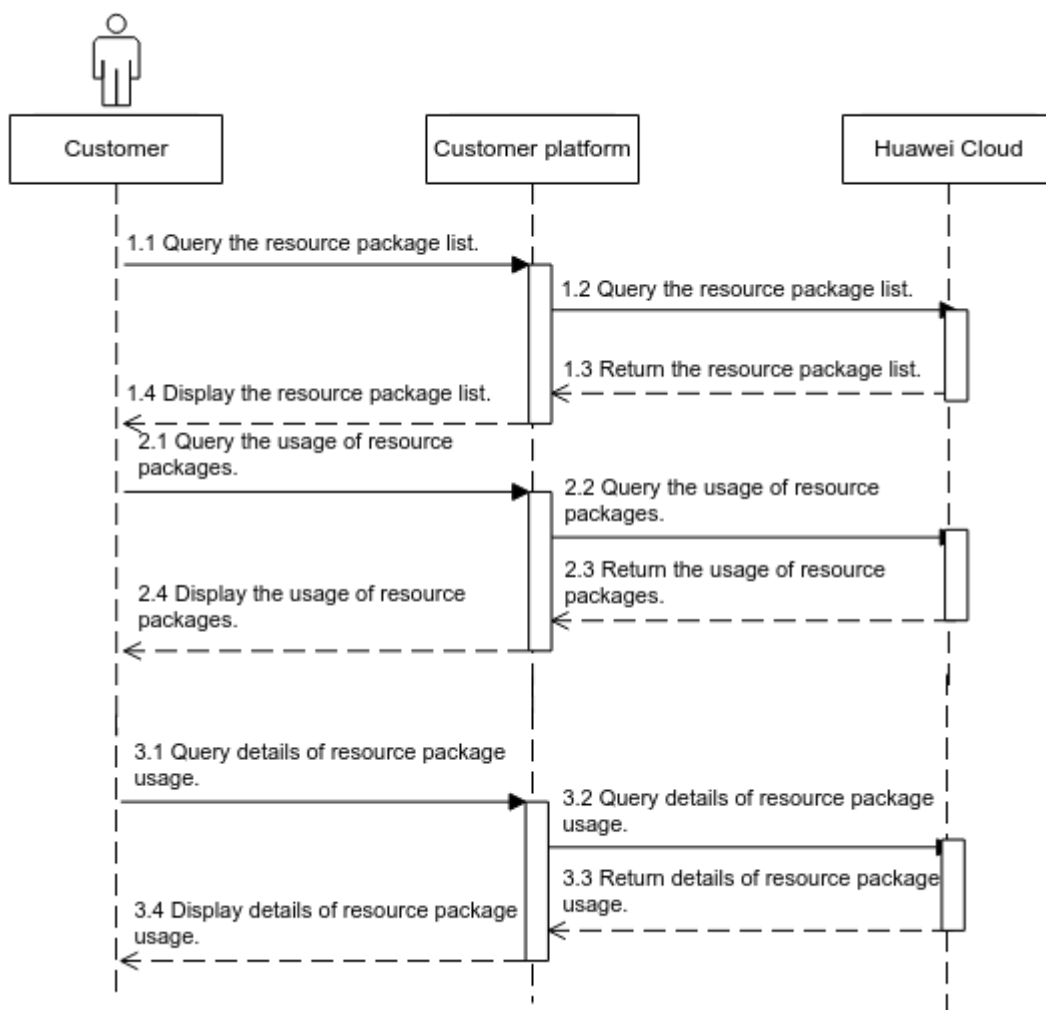 Customer
Customer platform
Huawei Cloud
1.1 Query the resource package list.
1.2 Query the resource package list.
1.3 Return the resource package list.
1.4 Display the resource package list.
2.1 Query the usage of resource
packages.
2.2 Query the usage of resource
packages.
2.3 Return the usage of resource
packages.
2.4 Display the usage of resource
packages.
3.1 Query details of resource package
usage.
3.2 Query details of resource package
usage.
3.3 Return details of resource package
usage.
3.4 Display details of resource package
usage.